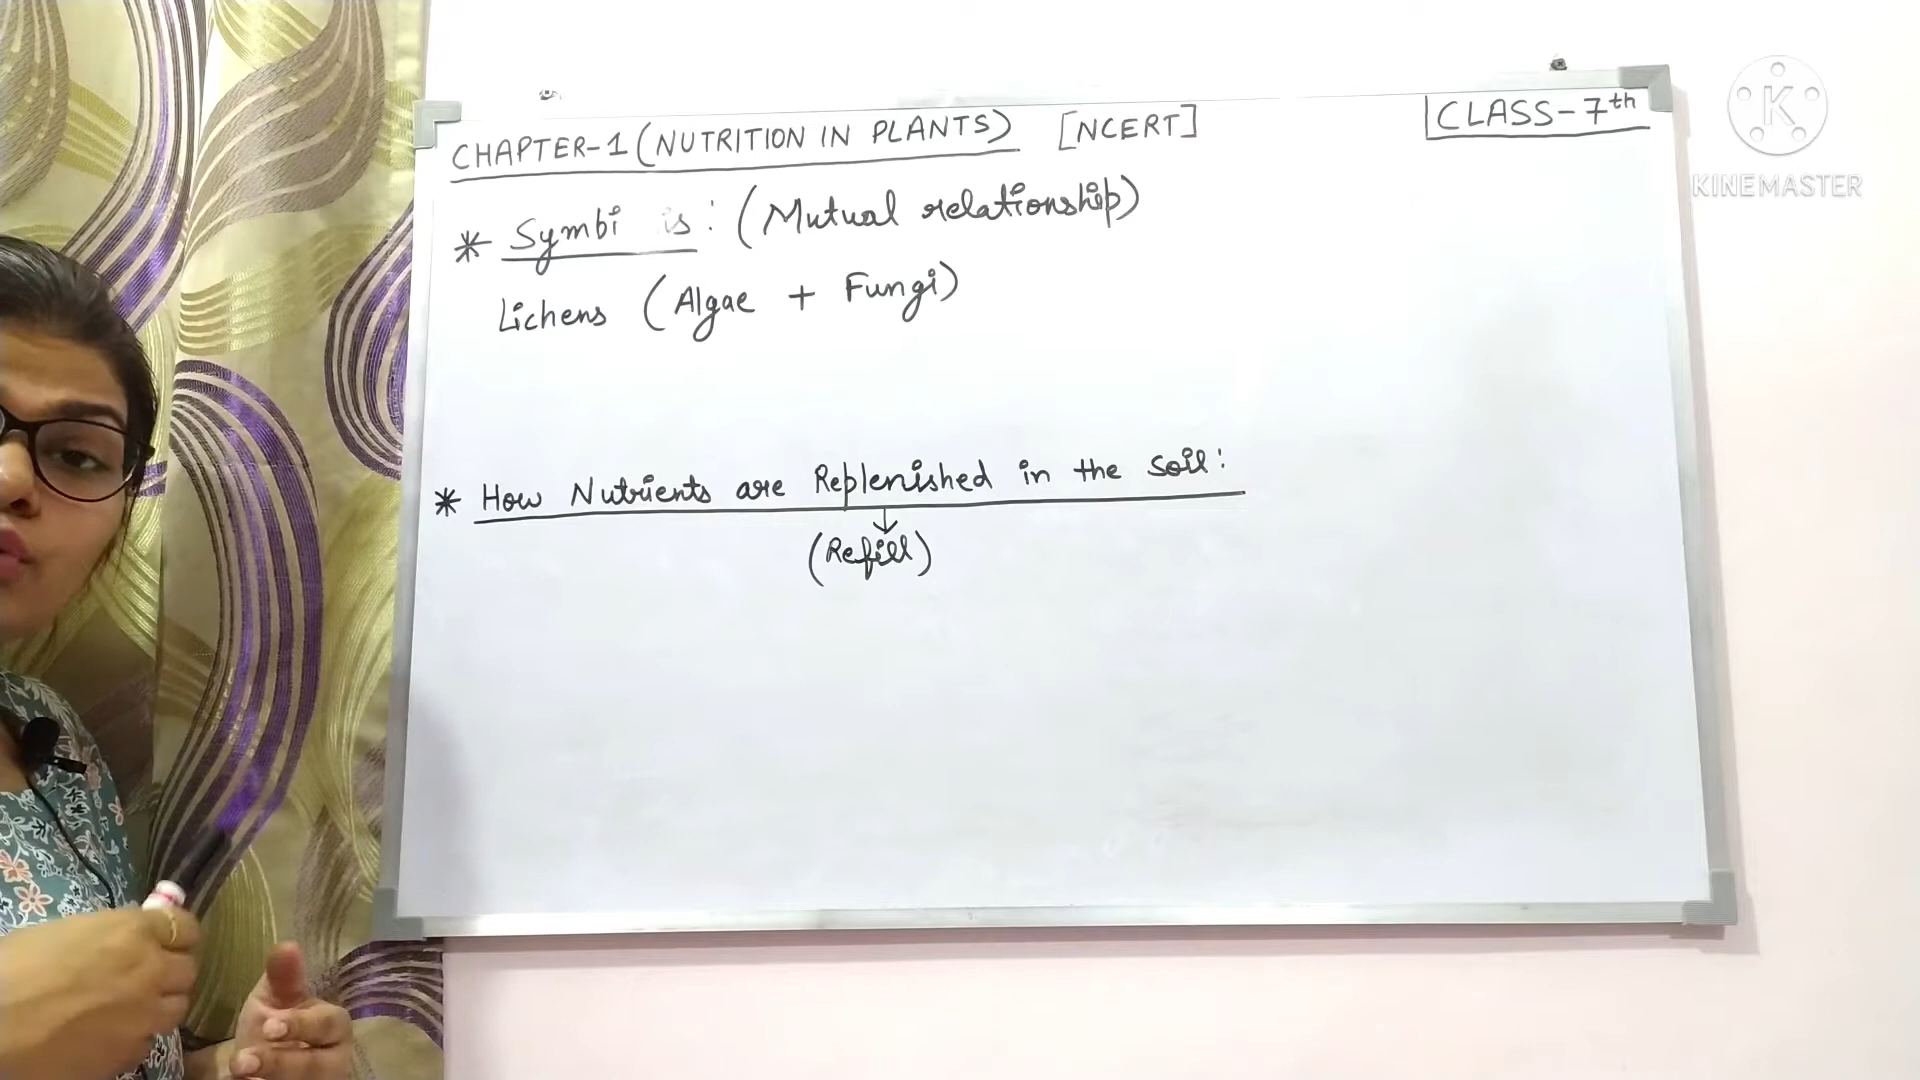 CHAPTER-1 (NUTRITION IN PLANTS) [NCERT]
CLASS-7th
K
KINEMASTER
* Symbi is: (Mutual relationship)
Lichens (Algae + Fungi)
* How Nutrients are Replenished in the soil:
↓
(Refill)